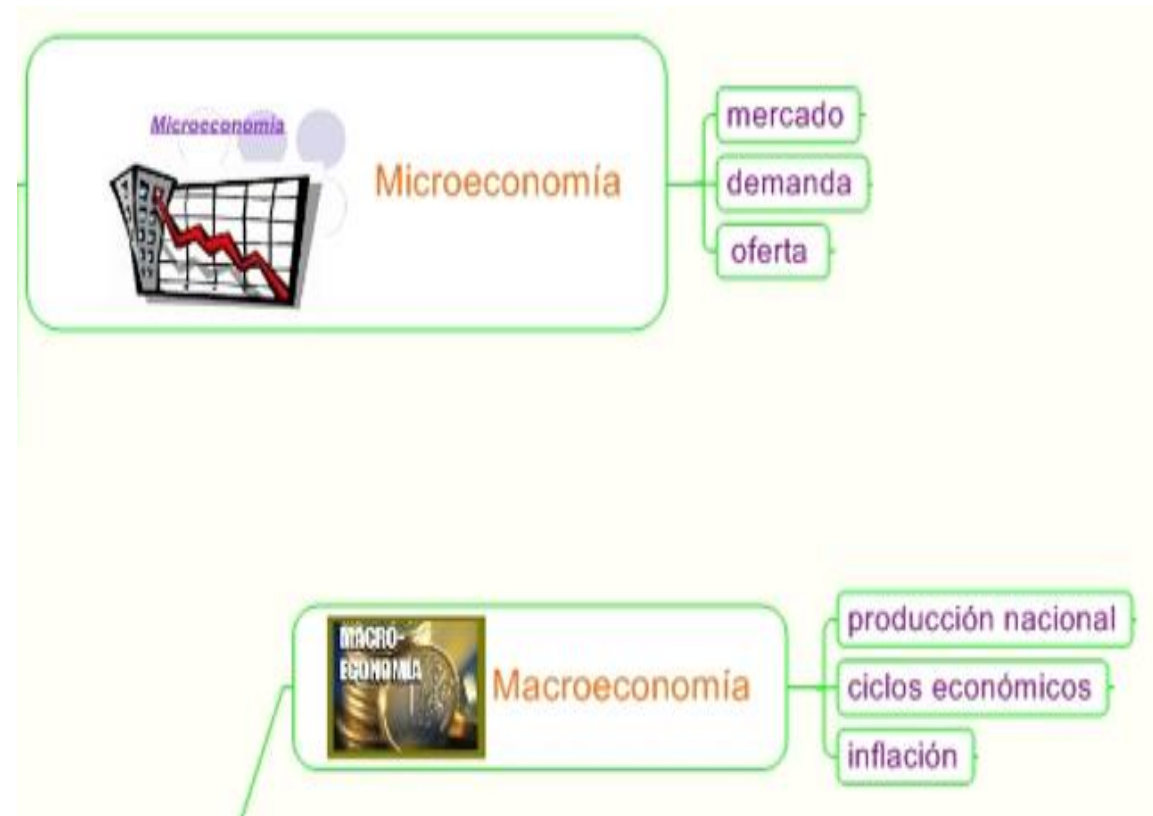 Microeconomía
Microeconomía
mercado
demanda
oferta
MACRO-
ECONOMIA
Macroeconomía
producción nacional
ciclos económicos
inflación